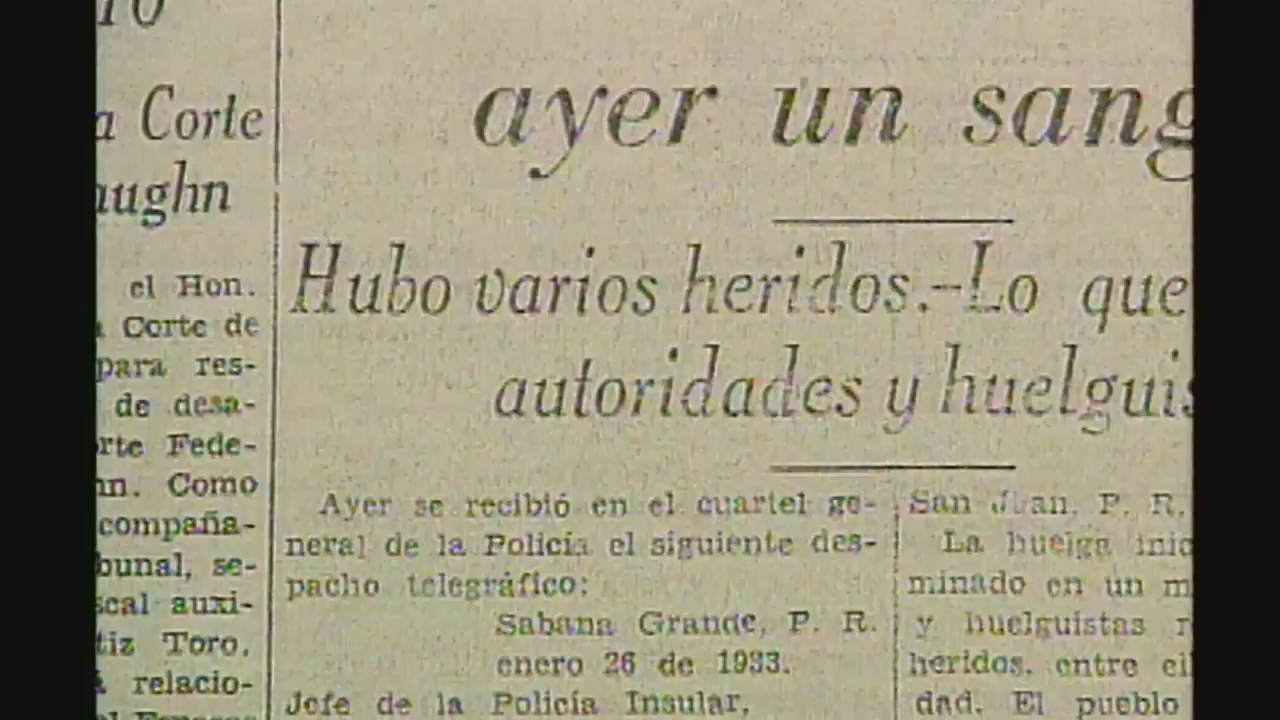 a Corte
aughn
el Hon.
a Corte de
para res-
de desa-
orte Fede-
nn. Como
compaña-
bunal, se-
scal auxi-
tiz Toro,
relacio-
ayer un sang
Hubo varios heridos.-Lo que
autoridades y huelguis
Ayer se recibió en el cuartel ge-
neral de la Policía el siguiente des-
pacho telegráfico:
Sabana Grande, P. R.
enero 26 de 1933.
Jefe de la Policía Insular,
San Juan, P. R.
La huelga inic
minado en un m
y huelguistas r
heridos, entre el
dad. El pueblo